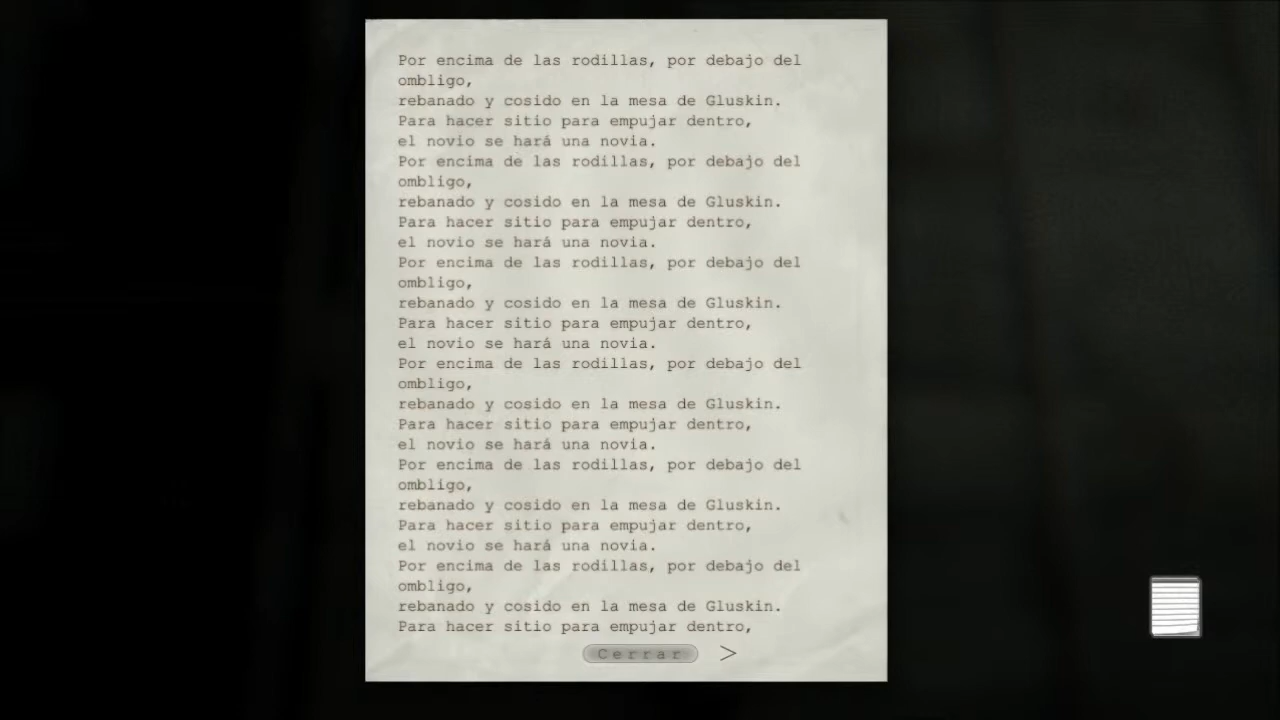 Por encima de las rodillas, por debajo del
ombligo,
rebanado y cosido en la mesa de Gluskin.
Para hacer sitio para empujar dentro,
el novio se hará una novia.
Por encima de las rodillas, por debajo del
ombligo,
rebanado y cosido en la mesa de Gluskin.
Para hacer sitio para empujar dentro,
el novio se hará una novia.
Por encima de las rodillas, por debajo del
ombligo,
rebanado y cosido en la mesa de Gluskin.
Para hacer sitio para empujar dentro,
el novio se hará una novia.
Por encima de las rodillas, por debajo del
ombligo,
rebanado y cosido en la mesa de Gluskin.
Para hacer sitio para empujar dentro,
el novio se hará una novia.
Por encima de las rodillas, por debajo del
ombligo,
rebanado y cosido en la mesa de Gluskin.
Para hacer sitio para empujar dentro,
el novio se hará una novia.
Por encima de las rodillas, por debajo del
ombligo,
rebanado y cosido en la mesa de Gluskin.
Para hacer sitio para empujar dentro,
Cerrar >